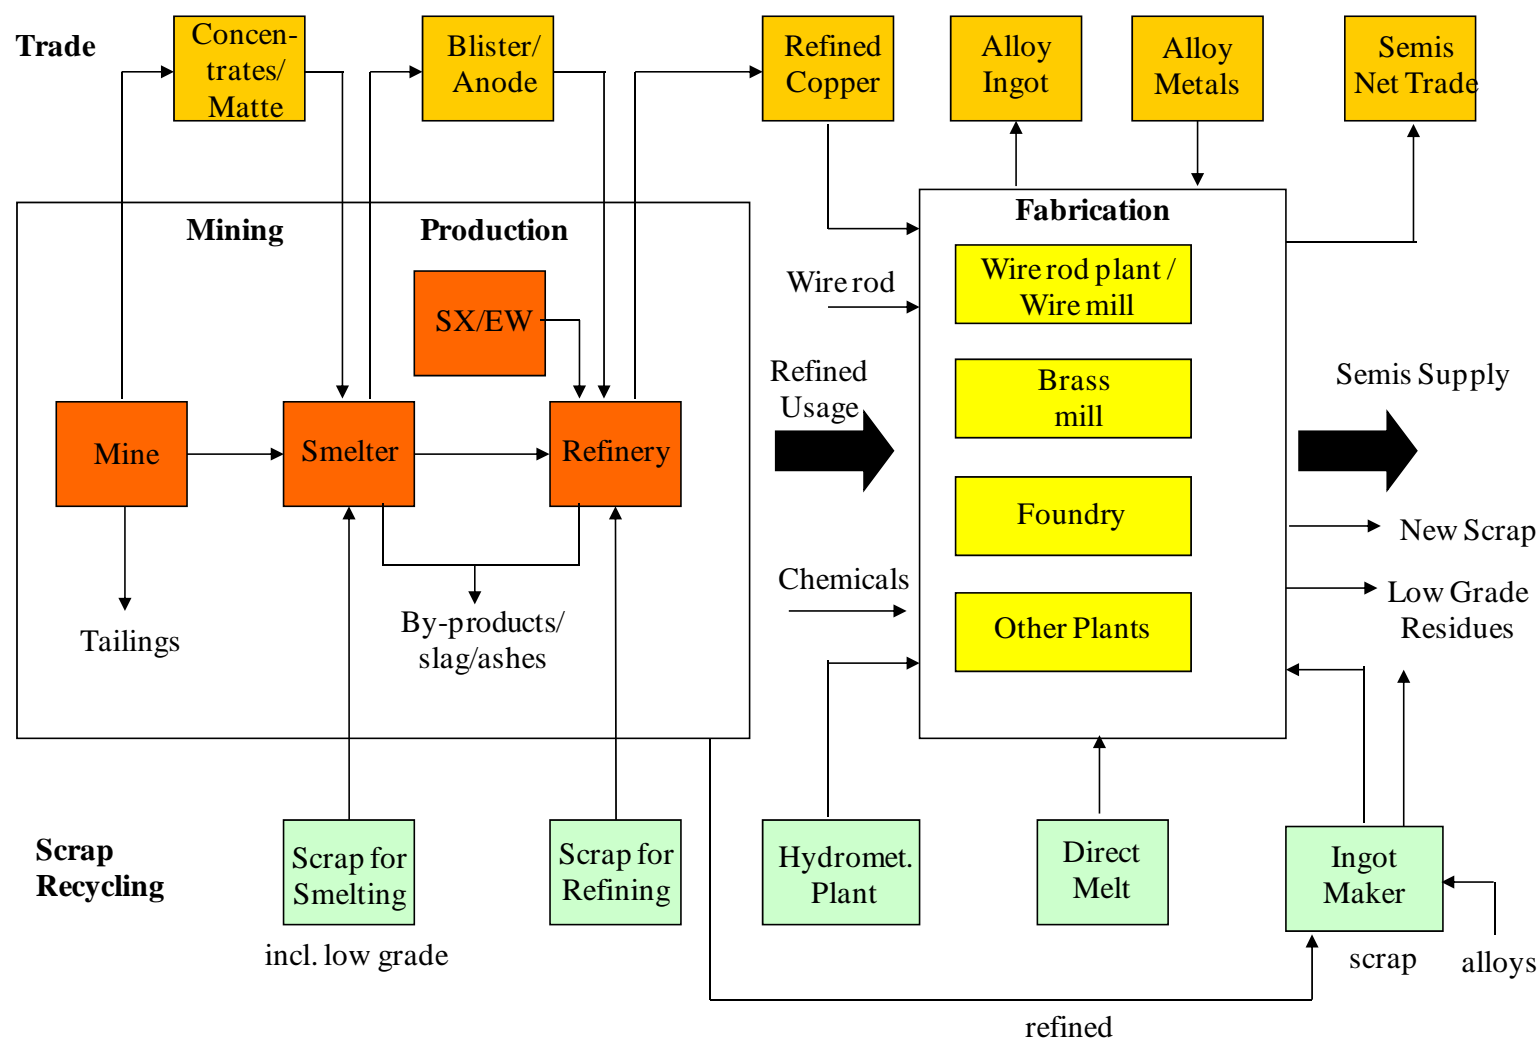 Trade
Concen-
trates/
Matte
Blister/
Anode
Refined
Copper
Alloy
Ingot
Alloy
Metals
Semis
Net Trade
Mining
Production
Fabrication
SX/EW
Wire rod
Wire rod plant /
Wire mill
Mine
Smelter
Refinery
Refined
Usage
Brass
mill
Semis Supply
Foundry
New Scrap
Chemicals
Low Grade
Residues
Tailings
By-products/
slag/ashes
Other Plants
Scrap
Recycling
Scrap for
Smelting
Scrap for
Refining
Hydromet.
Plant
Direct
Melt
Ingot
Maker
incl. low grade
scrap
alloys
refined